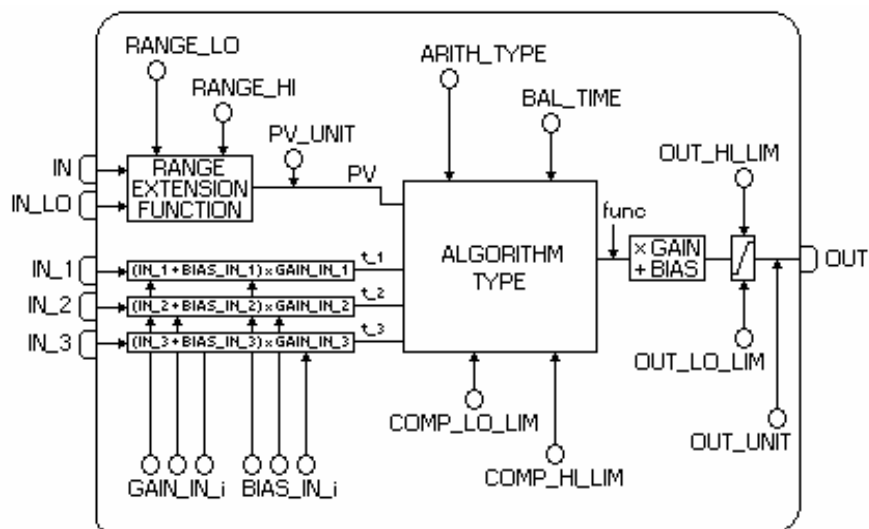 RANGE_LO
RANGE_HI
PV_UNIT
ARITH_TYPE
BAL_TIME
OUT_HI_LIM
IN
IN_LO
RANGE
EXTENSION
FUNCTION
PV
func
IN_1
(IN_1+BIAS_IN_1)×GAIN_IN_1
t_1
IN_2
(IN_2+BIAS_IN_2)×GAIN_IN_2
t_2
IN_3
(IN_3+BIAS_IN_3)×GAIN_IN_3
t_3
ALGORITHM
TYPE
× GAIN
+ BIAS
OUT
OUT_LO_LIM
OUT_UNIT
COMP_LO_LIM
COMP_HI_LIM
GAIN_IN_i
BIAS_IN_i